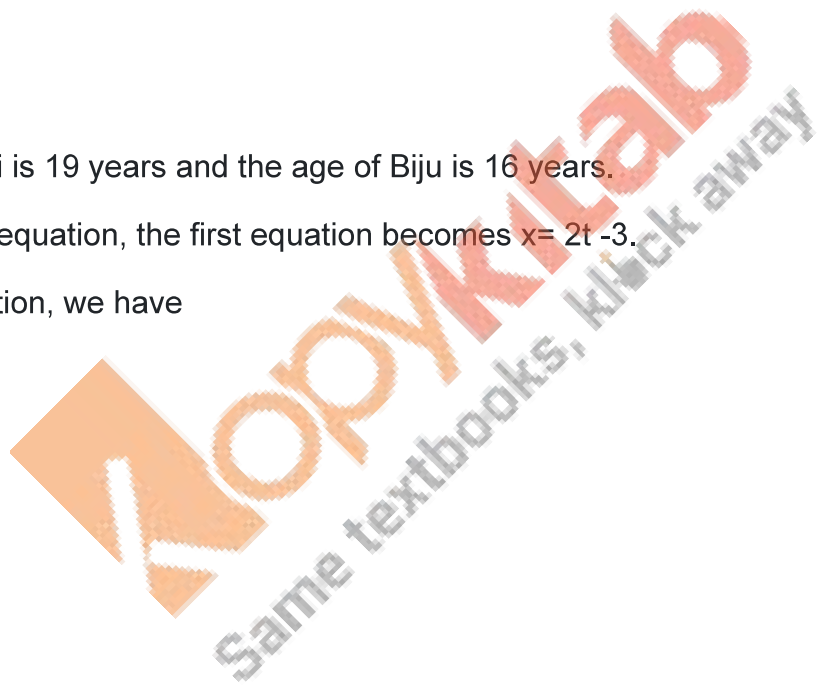 i is 19 years and the age of Biju is 16 years.
equation, the first equation becomes x= 2t -3.
tion, we have
kopykitab
Same textbooks, klick away